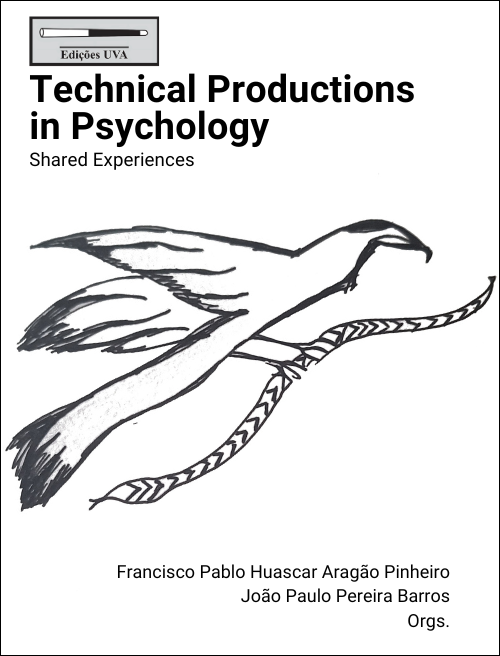 Edições UVA
Technical Productions
in Psychology
Shared Experiences
Francisco Pablo Huascar Aragão Pinheiro
João Paulo Pereira Barros
Orgs.